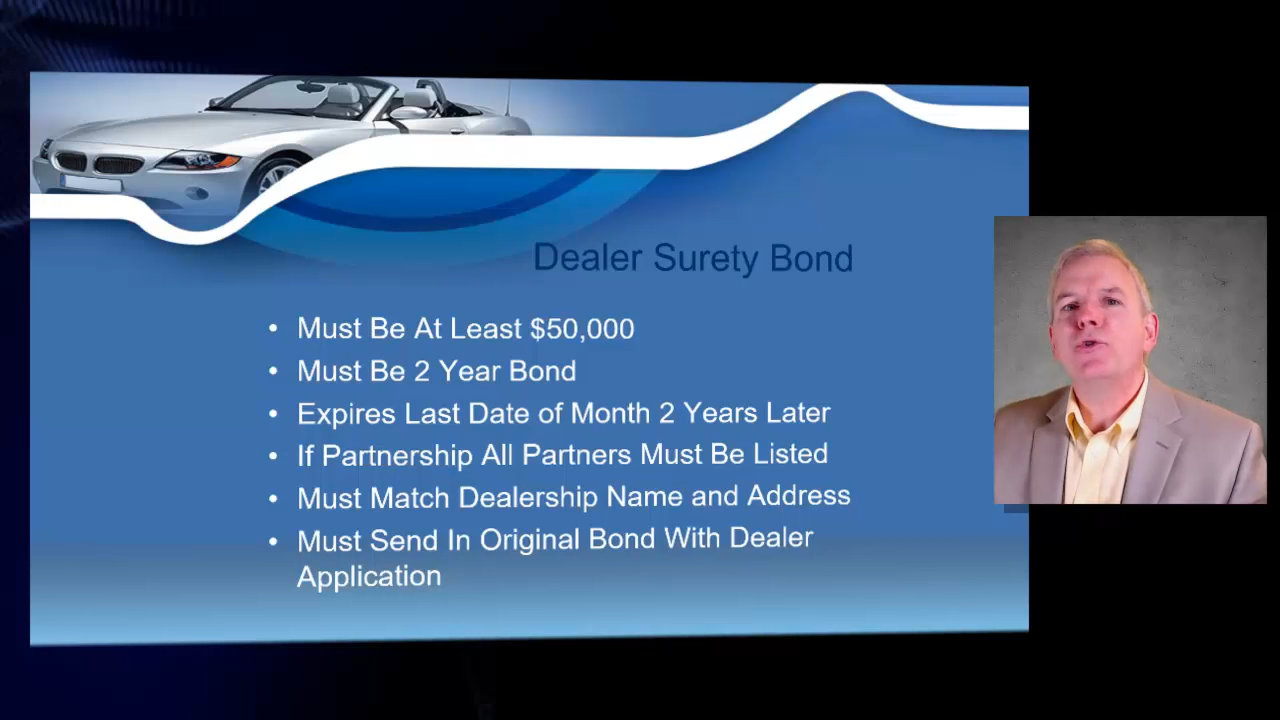 Dealer Surety Bond
• Must Be At Least $50,000
• Must Be 2 Year Bond
• Expires Last Date of Month 2 Years Later
• If Partnership All Partners Must Be Listed
• Must Match Dealership Name and Address
• Must Send In Original Bond With Dealer
Application